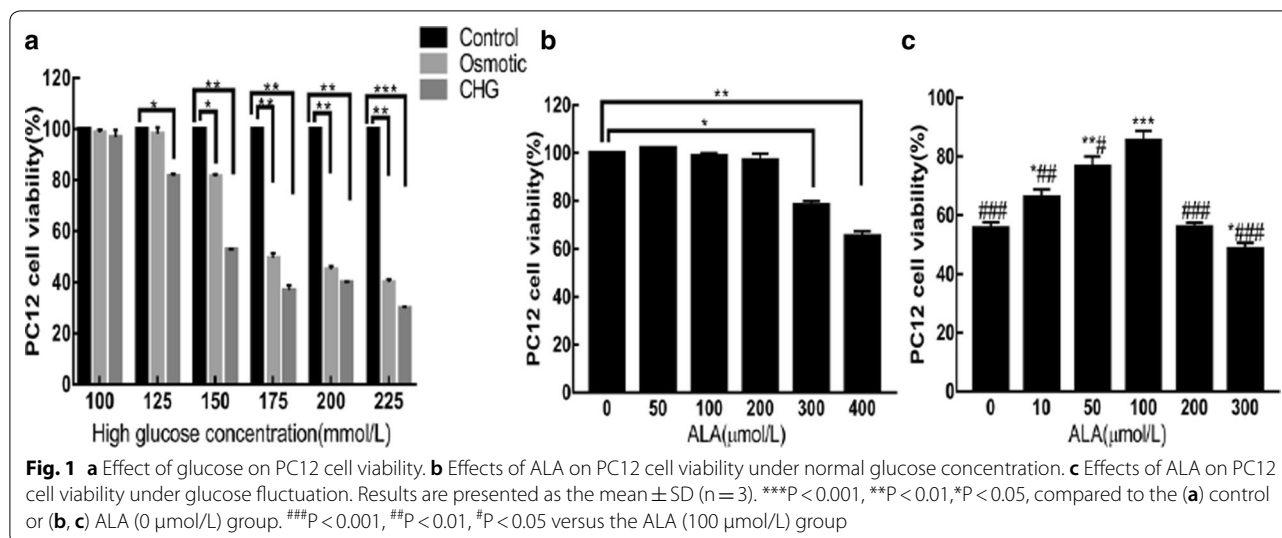 a
Control
Osmotic
CHG
120
100
80
60
40
20
0
PC12 cell viability(%)
* ** * ** ** ** ** *** **
100 125 150 175 200 225
High glucose concentration(mmol/L)
b
120
100
80
60
40
20
0
PC12 cell viability(%)
**
*
0 50 100 200 300 400
ALA(μmol/L)
c
100
80
60
40
20
0
PC12 cell viability(%)
### *## **# *** ### *###
0 10 50 100 200 300
ALA(μmol/L)
Fig. 1 a Effect of glucose on PC12 cell viability. b Effects of ALA on PC12 cell viability under normal glucose concentration. c Effects of ALA on PC12
cell viability under glucose fluctuation. Results are presented as the mean ± SD (n = 3). ***P < 0.001, **P < 0.01,*P < 0.05, compared to the (a) control
or (b, c) ALA (0 μmol/L) group. ###P < 0.001, ##P < 0.01, #P < 0.05 versus the ALA (100 μmol/L) group